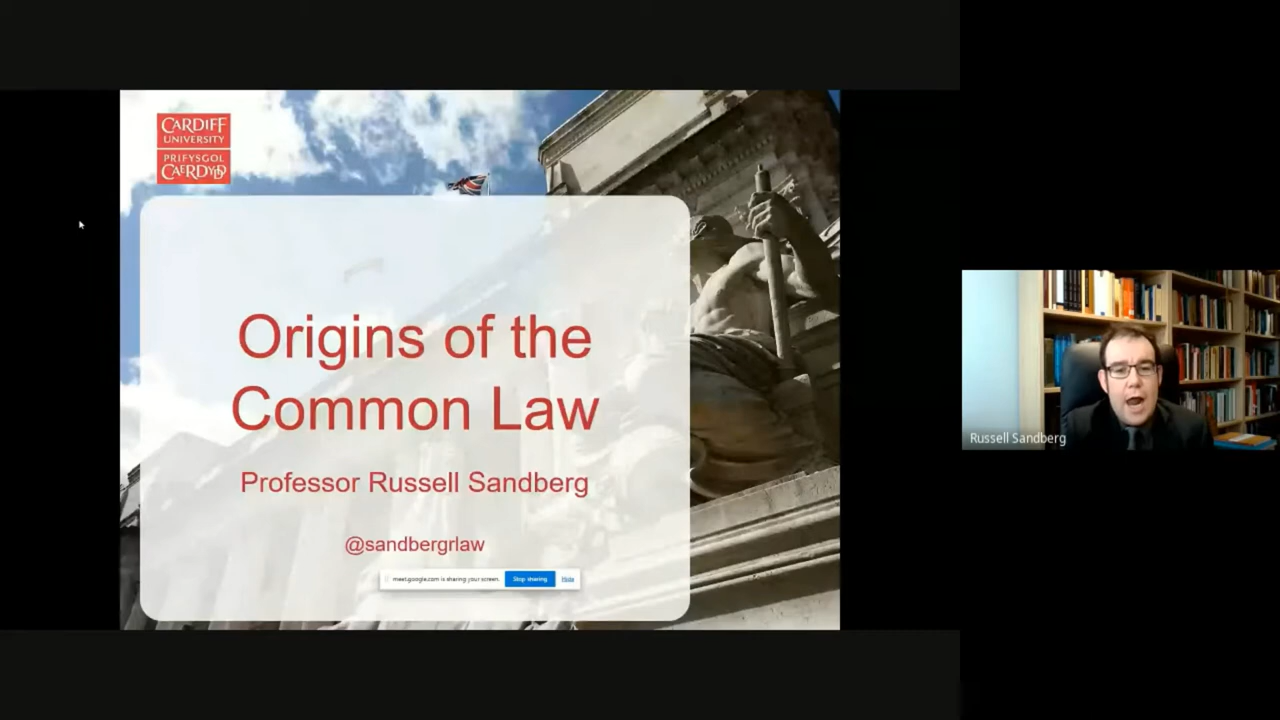 CARDIFF
UNIVERSITY
PRIFYSGOL
CAERDYDD
Origins of the
Common Law
Professor Russell Sandberg
@sandbergrlaw
meet.google.com is sharing your screen.
Stop sharing
Hide
Russell Sandberg